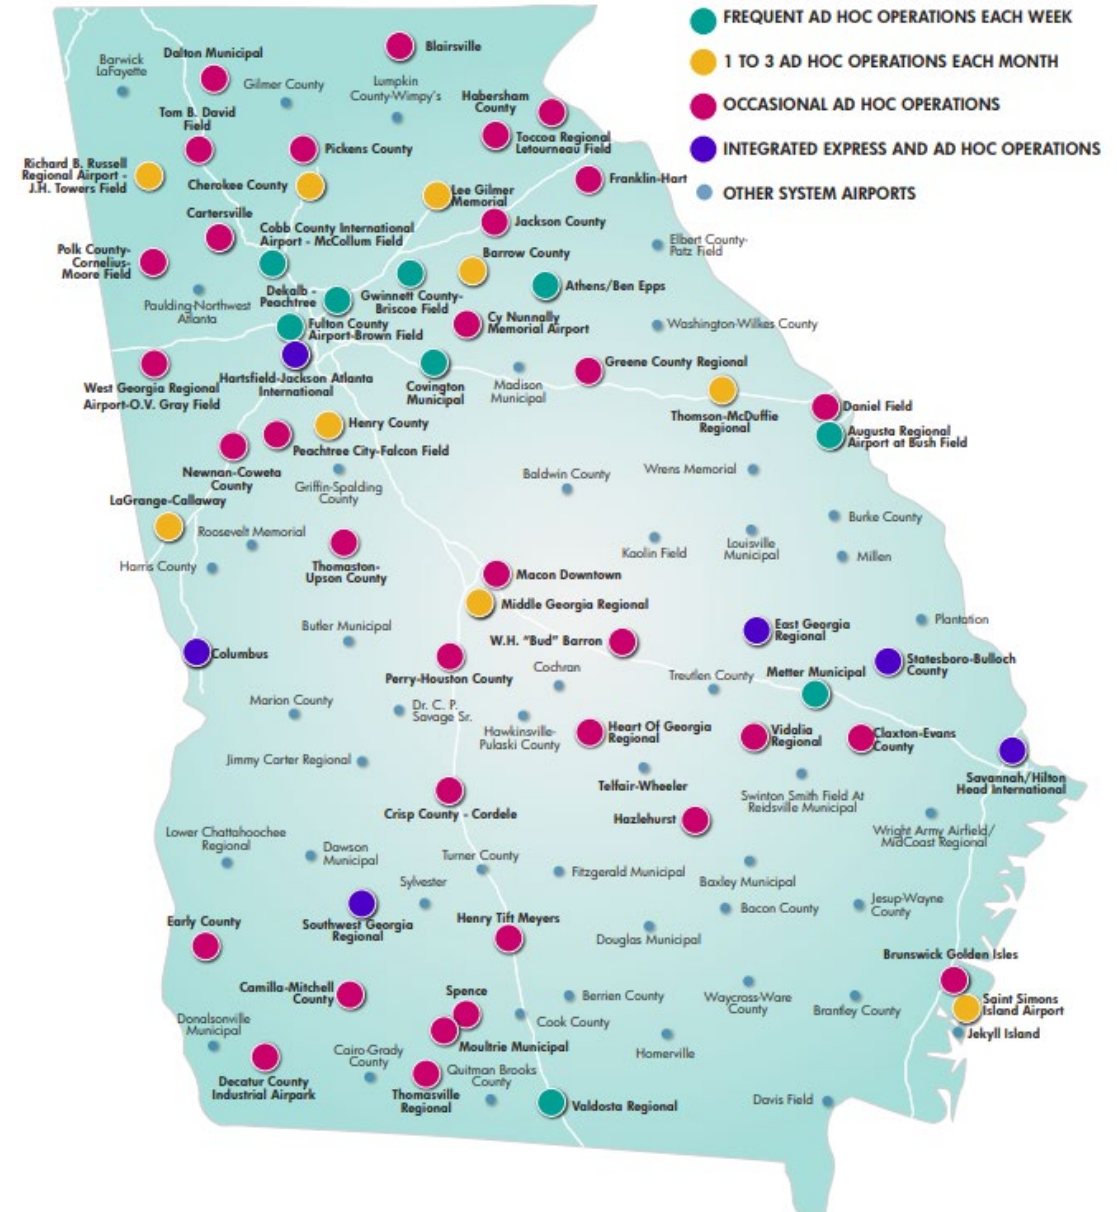 FREQUENT AD HOC OPERATIONS EACH WEEK
1 TO 3 AD HOC OPERATIONS EACH MONTH
OCCASIONAL AD HOC OPERATIONS
INTEGRATED EXPRESS AND AD HOC OPERATIONS
OTHER SYSTEM AIRPORTS
Barwick
LaFayette
Dalton Municipal
Blairsville
Gilmer County
Lumpkin
County-Wimpy's
Habersham
County
Tom B. David
Field
Pickens County
Toccoa Regional
Letourneau Field
Richard B. Russell
Regional Airport -
J.H. Towers Field
Cherokee County
Lee Gilmer
Memorial
Franklin-Hart
Cartersville
Cobb County International
Airport - McCollum Field
Jackson County
Polk County-
Cornelius-
Moore Field
Barrow County
Elbert County-
Patz Field
Paulding-Northwest
Atlanta
Dekalb -
Peachtree
Gwinnett County-
Briscoe Field
Athens/Ben Epps
Fulton County
Airport-Brown Field
Cy Nunnally
Memorial Airport
Washington-Wilkes County
West Georgia Regional
Airport-O.V. Gray Field
Hartsfield-Jackson Atlanta
International
Covington
Municipal
Madison
Municipal
Greene County Regional
Thomson-McDuffie
Regional
Daniel Field
Augusta Regional
Airport at Bush Field
Henry County
Peachtree City-Falcon Field
Newnan-Coweta
County
Griffin-Spalding
County
Baldwin County
Wrens Memorial
LaGrange-Callaway
Roosevelt Memorial
Harris County
Thomaston-
Upson County
Kaolin Field
Louisville
Municipal
Burke County
Millen
Macon Downtown
Middle Georgia Regional
Butler Municipal
W.H. “Bud” Barron
East Georgia
Regional
Plantation
Columbus
Perry-Houston County
Cochran
Treutlen County
Metter Municipal
Statesboro-Bulloch
County
Marion County
Dr. C. P.
Savage Sr.
Hawkinsville-
Pulaski County
Heart Of Georgia
Regional
Vidalia
Regional
Claxton-Evans
County
Jimmy Carter Regional
Telfair-Wheeler
Swinton Smith Field At
Reidsville Municipal
Savannah/Hilton
Head International
Crisp County - Cordele
Hazlehurst
Wright Army Airfield/
MidCoast Regional
Lower Chattahoochee
Regional
Dawson
Municipal
Turner County
Sylvester
Fitzgerald Municipal
Baxley Municipal
Bacon County
Jesup-Wayne
County
Early County
Southwest Georgia
Regional
Henry Tift Meyers
Douglas Municipal
Brunswick Golden Isles
Camilla-Mitchell
County
Spence
Berrien County
Waycross-Ware
County
Brantley County
Saint Simons
Island Airport
Jekyll Island
Donalsonville
Municipal
Cook County
Moultrie Municipal
Homerville
Cairo-Grady
County
Decatur County
Industrial Airpark
Thomasville
Regional
Quitman Brooks
County
Valdosta Regional
Davis Field